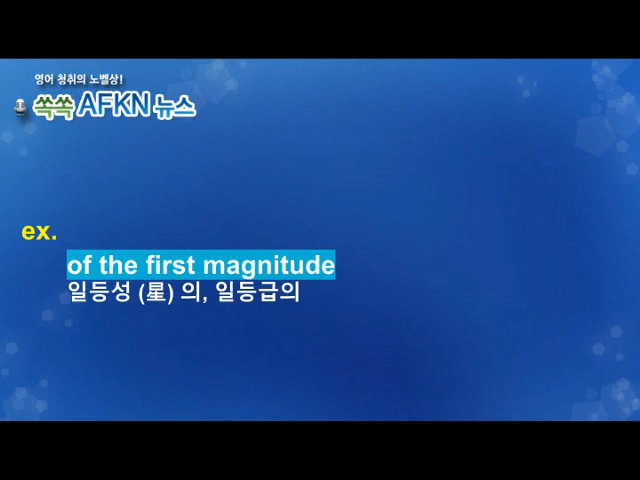 영어 청취의 노벨상!
쏙쏙 AFKN 뉴스
ex.
of the first magnitude
일등성 (星) 의, 일등급의